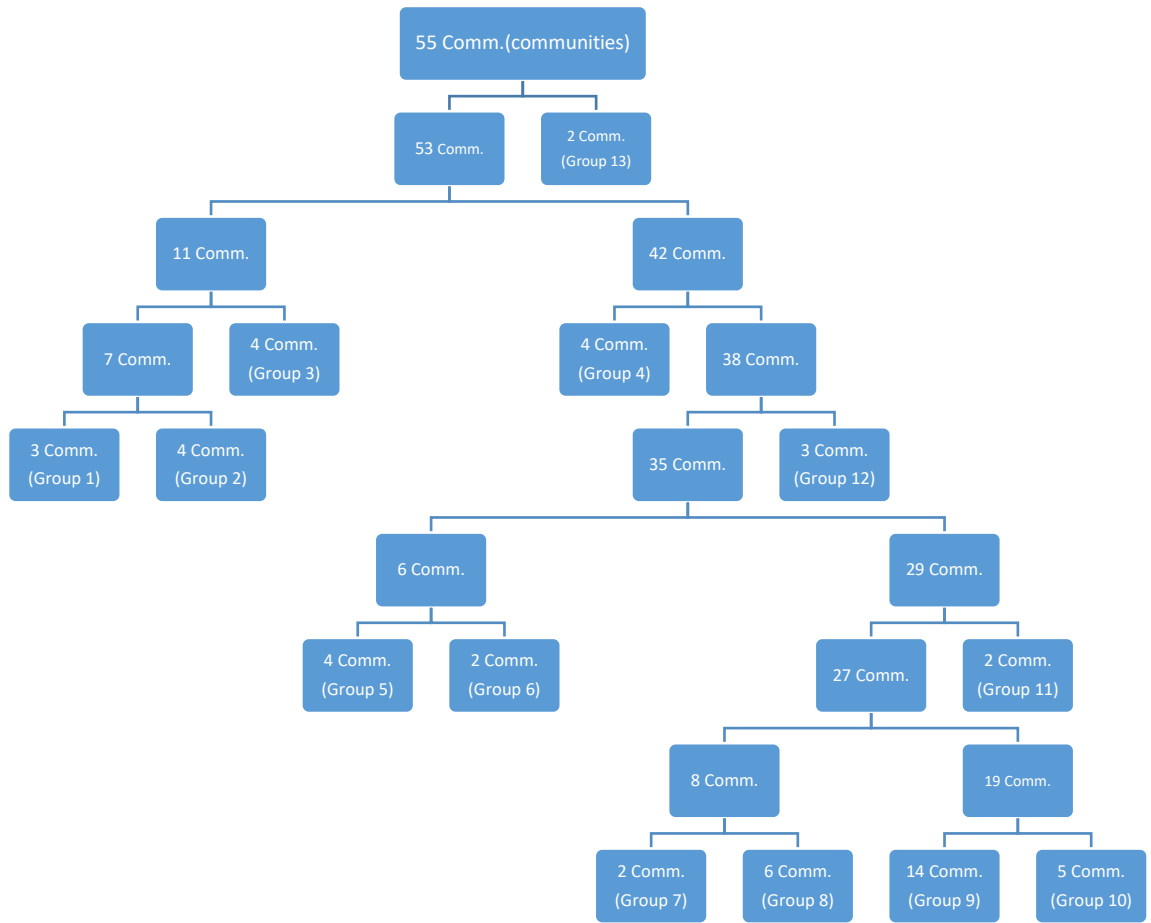 55 Comm.(communities)
53 Comm.
2 Comm.
(Group 13)
11 Comm.
42 Comm.
7 Comm.
4 Comm.
(Group 3)
4 Comm.
(Group 4)
38 Comm.
3 Comm.
(Group 1)
4 Comm.
(Group 2)
35 Comm.
3 Comm.
(Group 12)
6 Comm.
29 Comm.
4 Comm.
(Group 5)
2 Comm.
(Group 6)
27 Comm.
2 Comm.
(Group 11)
8 Comm.
19 Comm.
2 Comm.
(Group 7)
6 Comm.
(Group 8)
14 Comm.
(Group 9)
5 Comm.
(Group 10)